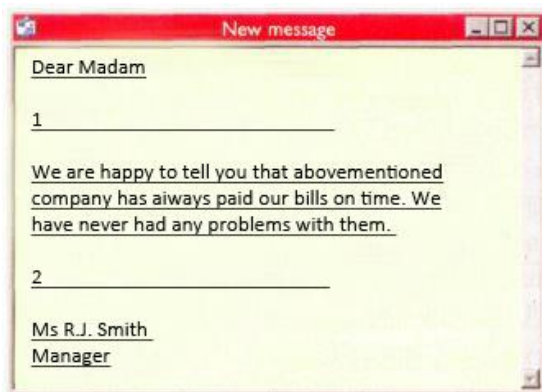 New message
Dear Madam
1
We are happy to tell you that abovementioned
company has aiways paid our bills on time. We
have never had any problems with them.
2
Ms R.J. Smith
Manager